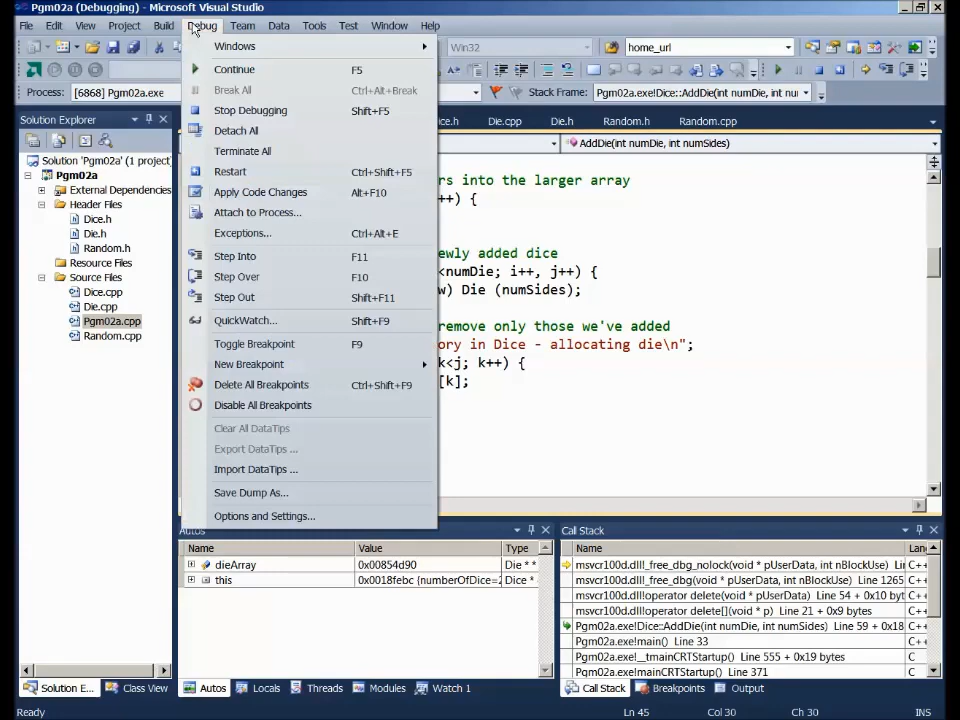 Pgm02a (Debugging) - Microsoft Visual Studio
File Edit View Project Build Debug Team Data Tools Test Window Help
Win32 home_url
Process: [6868] Pgm02a.exe Stack Frame: Pgm02a.exe!Dice::AddDie(int numDie, int nur
Solution Explorer
Solution 'Pgm02a' (1 project)
Pgm02a
External Dependencies
Header Files
Dice.h
Die.h
Random.h
Resource Files
Source Files
Dice.cpp
Die.cpp
Pgm02a.cpp
Random.cpp
Solution E... Class View
Windows
Continue F5
Break All Ctrl+Alt+Break
Stop Debugging Shift+F5
Detach All
Terminate All
Restart Ctrl+Shift+F5
Apply Code Changes Alt+F10
Attach to Process...
Exceptions... Ctrl+Alt+E
Step Into F11
Step Over F10
Step Out Shift+F11
QuickWatch... Shift+F9
Toggle Breakpoint F9
New Breakpoint
Delete All Breakpoints Ctrl+Shift+F9
Disable All Breakpoints
Clear All DataTips
Export DataTips ...
Import DataTips ...
Save Dump As...
Options and Settings...
ce.h Die.cpp Die.h Random.h Random.cpp
AddDie(int numDie, int numSides)
rs into the larger array
++) {
ewly added dice
<numDie; i++, j++) {
w) Die (numSides);
remove only those we've added
ory in Dice - allocating die\n";
k<j; k++) {
[k];
Autos
Name Value Type
dieArray 0x00854d90 Die * *
this 0x0018febc {numberOfDice=2 Dice *
Autos Locals Threads Modules Watch 1
Call Stack
Name Lan
msvcr100d.dll!_free_dbg_nolock(void * pUserData, int nBlockUse) Lir C++
msvcr100d.dll!_free_dbg(void * pUserData, int nBlockUse) Line 1265 C++
msvcr100d.dll!operator delete(void * pUserData) Line 54 + 0x10 byt C++
msvcr100d.dll!operator delete[](void * p) Line 21 + 0x9 bytes C++
Pgm02a.exe!Dice::AddDie(int numDie, int numSides) Line 59 + 0x18 C++
Pgm02a.exe!main() Line 33 C++
Pgm02a.exe!__tmainCRTStartup() Line 555 + 0x19 bytes C
Pgm02a.exe!mainCRTStartup() Line 371 C
Call Stack Breakpoints Output
Ready Ln 45 Col 30 Ch 30 INS